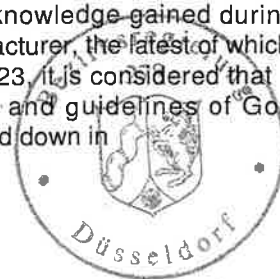 knowledge gained durin
acturer, the latest of which
23, it is considered that
and guidelines of Go
d down in
Düsseldorf